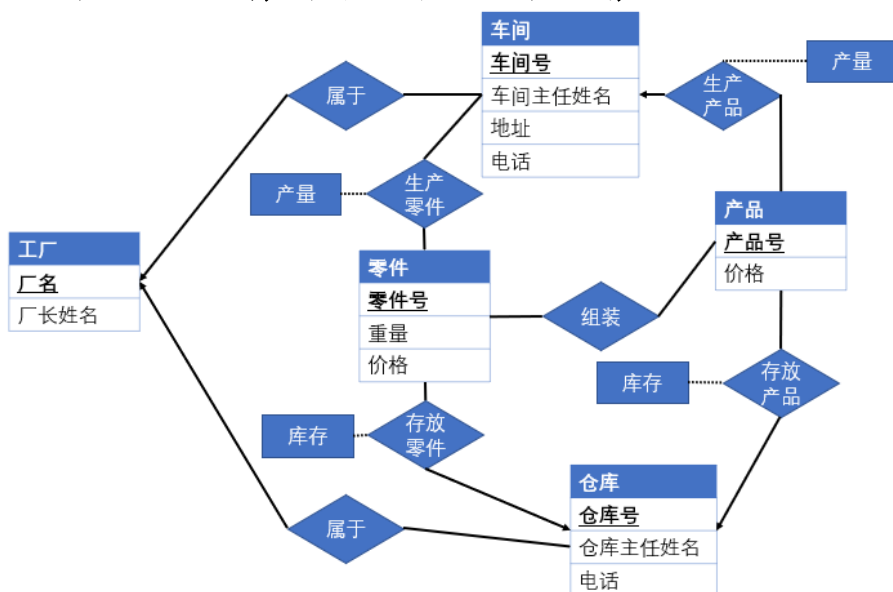 车间
车间号
车间主任姓名
地址
电话
生产
产品
产量
属于
产量
生产
零件
工厂
厂名
厂长姓名
零件
零件号
重量
价格
组装
产品
产品号
价格
库存
存放
产品
库存
存放
零件
属于
仓库
仓库号
仓库主任姓名
电话